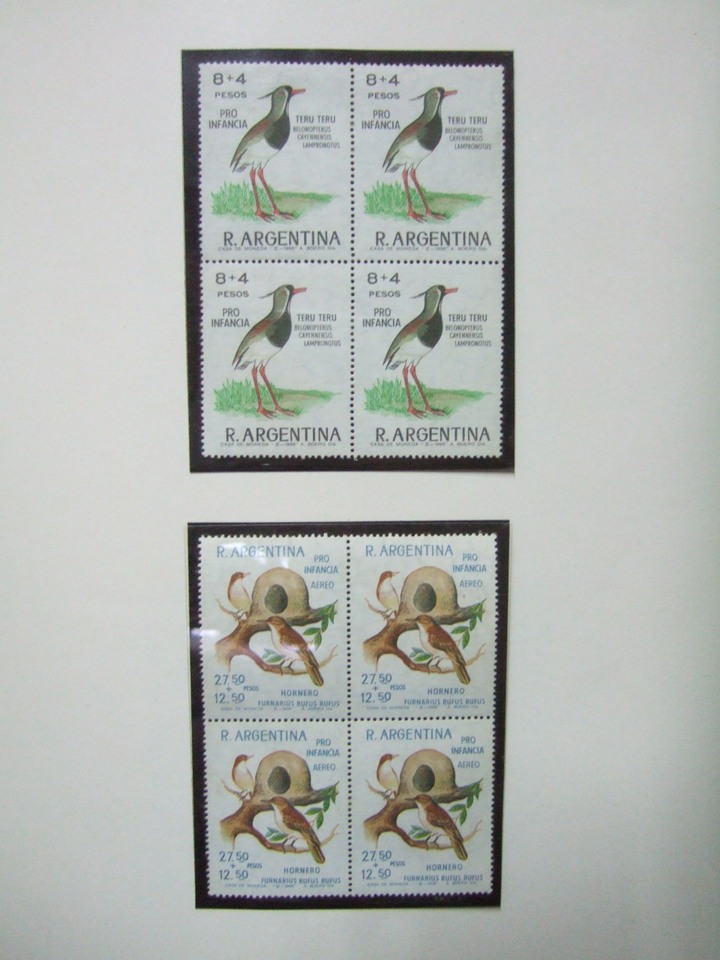 8+4
PESOS
PRO
INFANCIA
TERU TERU
BELONOPTERUS
CAYENNENSIS
LAMPRONOTUS
R. ARGENTINA
8+4
PESOS
PRO
INFANCIA
TERU TERU
BELONOPTERUS
CAYENNENSIS
LAMPRONOTUS
R. ARGENTINA
8+4
PESOS
PRO
INFANCIA
TERU TERU
BELONOPTERUS
CAYENNENSIS
LAMPRONOTUS
R. ARGENTINA
8+4
PESOS
PRO
INFANCIA
TERU TERU
BELONOPTERUS
CAYENNENSIS
LAMPRONOTUS
R. ARGENTINA
R. ARGENTINA
PRO
INFANCIA
AEREO
27.50
+ PESOS
12.50
HORNERO
FURNARIUS RUFUS RUFUS
R. ARGENTINA
PRO
INFANCIA
AEREO
27.50
+ PESOS
12.50
HORNERO
FURNARIUS RUFUS RUFUS
R. ARGENTINA
PRO
INFANCIA
AEREO
27.50
+ PESOS
12.50
HORNERO
FURNARIUS RUFUS RUFUS
R. ARGENTINA
PRO
INFANCIA
AEREO
27.50
+ PESOS
12.50
HORNERO
FURNARIUS RUFUS RUFUS